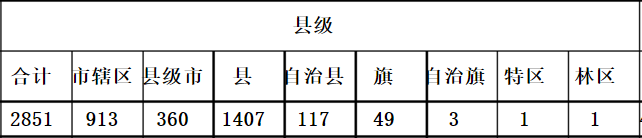 县级
合计 市辖区 县级市 县 自治县 旗 自治旗 特区 林区
2851 913 360 1407 117 49 3 1 1